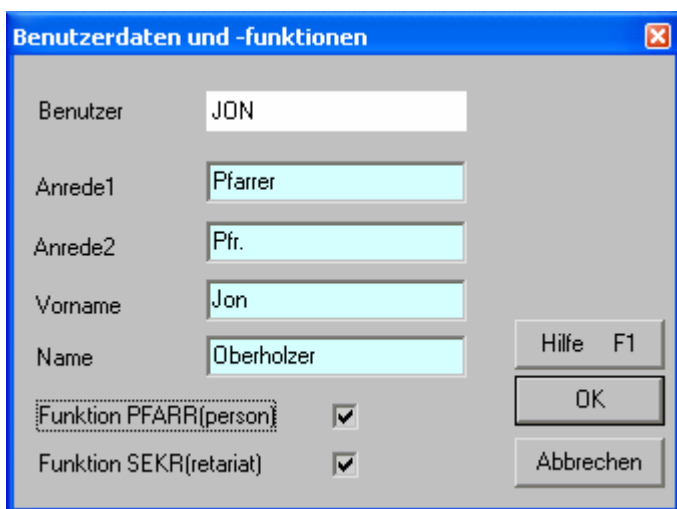 Benutzerdaten und -funktionen
Benutzer JON
Anrede1 Pfarrer
Anrede2 Pfr.
Vorname Jon
Name Oberholzer
Hilfe F1
OK
Funktion PFARR(person)
Funktion SEKR(retariat)
Abbrechen